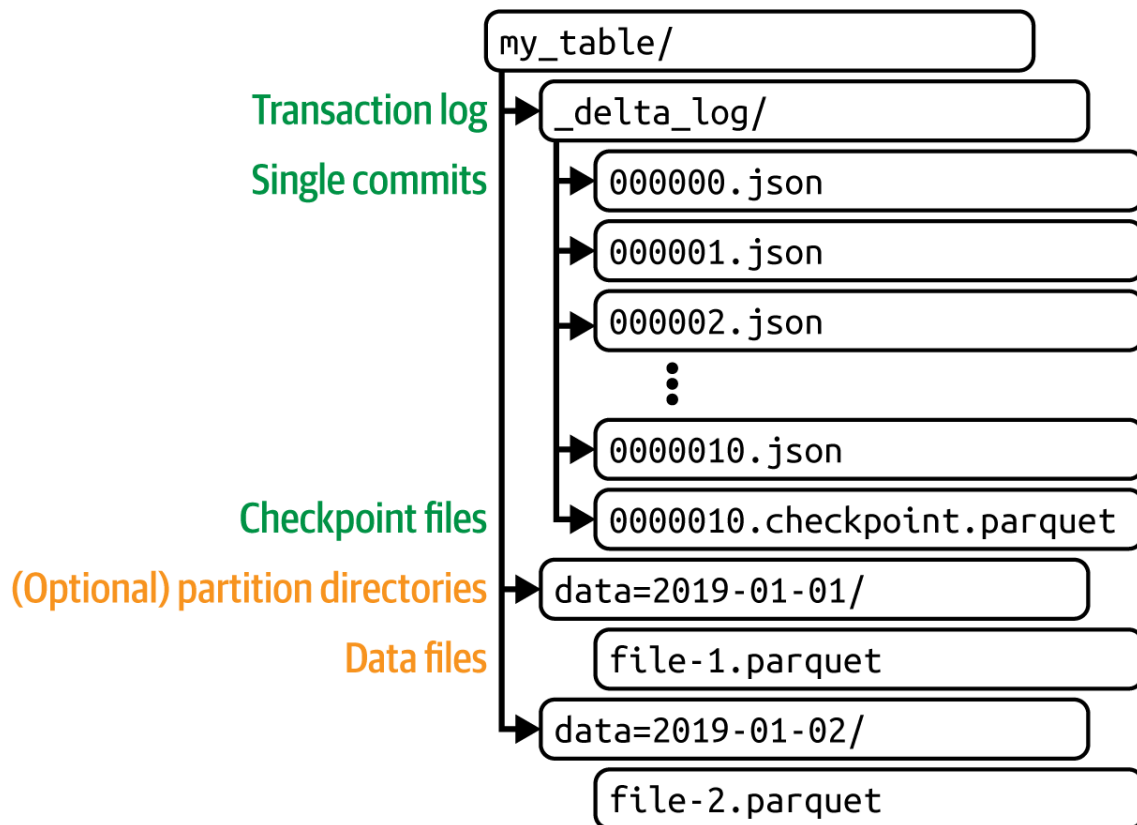 my_table/
Transaction log _delta_log/
Single commits 000000.json
000001.json
000002.json
0000010.json
Checkpoint files 0000010.checkpoint.parquet
(Optional) partition directories data=2019-01-01/
Data files file-1.parquet
data=2019-01-02/
file-2.parquet